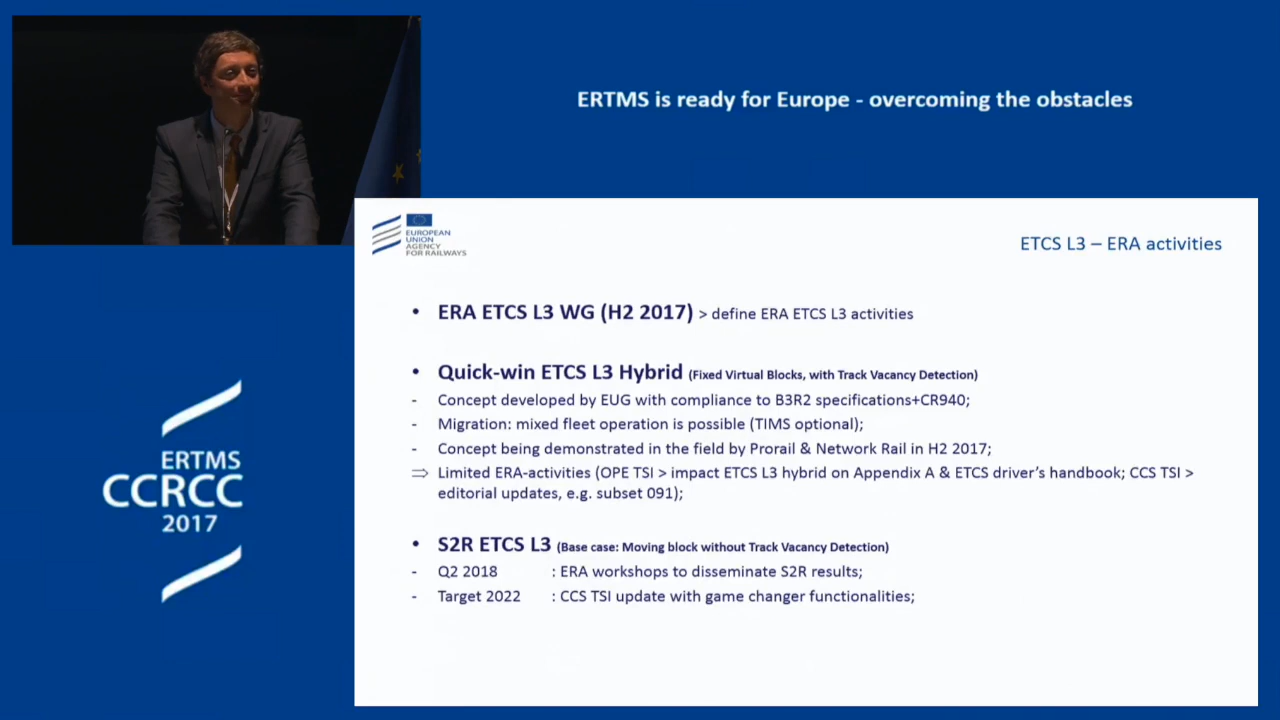 ERTMS is ready for Europe - overcoming the obstacles
EUROPEAN
UNION
AGENCY
FOR RAILWAYS
ETCS L3 – ERA activities
• ERA ETCS L3 WG (H2 2017) > define ERA ETCS L3 activities
• Quick-win ETCS L3 Hybrid (Fixed Virtual Blocks, with Track Vacancy Detection)
- Concept developed by EUG with compliance to B3R2 specifications+CR940;
- Migration: mixed fleet operation is possible (TIMS optional);
- Concept being demonstrated in the field by Prorail & Network Rail in H2 2017;
⇒ Limited ERA-activities (OPE TSI > impact ETCS L3 hybrid on Appendix A & ETCS driver's handbook; CCS TSI >
editorial updates, e.g. subset 091);
• S2R ETCS L3 (Base case: Moving block without Track Vacancy Detection)
- Q2 2018 : ERA workshops to disseminate S2R results;
- Target 2022 : CCS TSI update with game changer functionalities;
ERTMS
CCRCC
2017